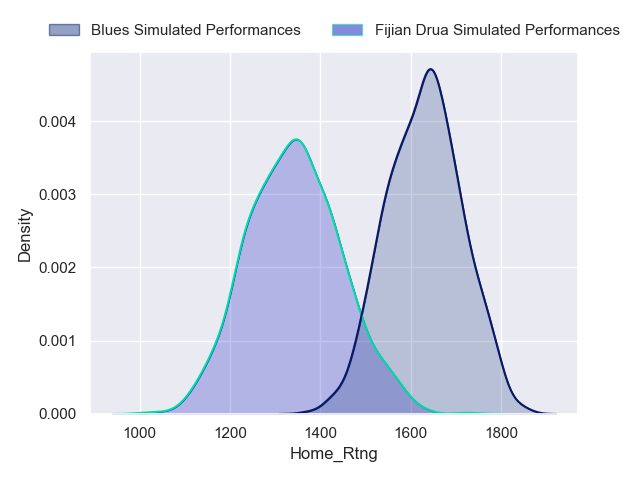 Blues Simulated Performances
Fijian Drua Simulated Performances
Density
0.004
0.003
0.002
0.001
0.000
1000
1200
1400
1600
1800
Home_Rtng